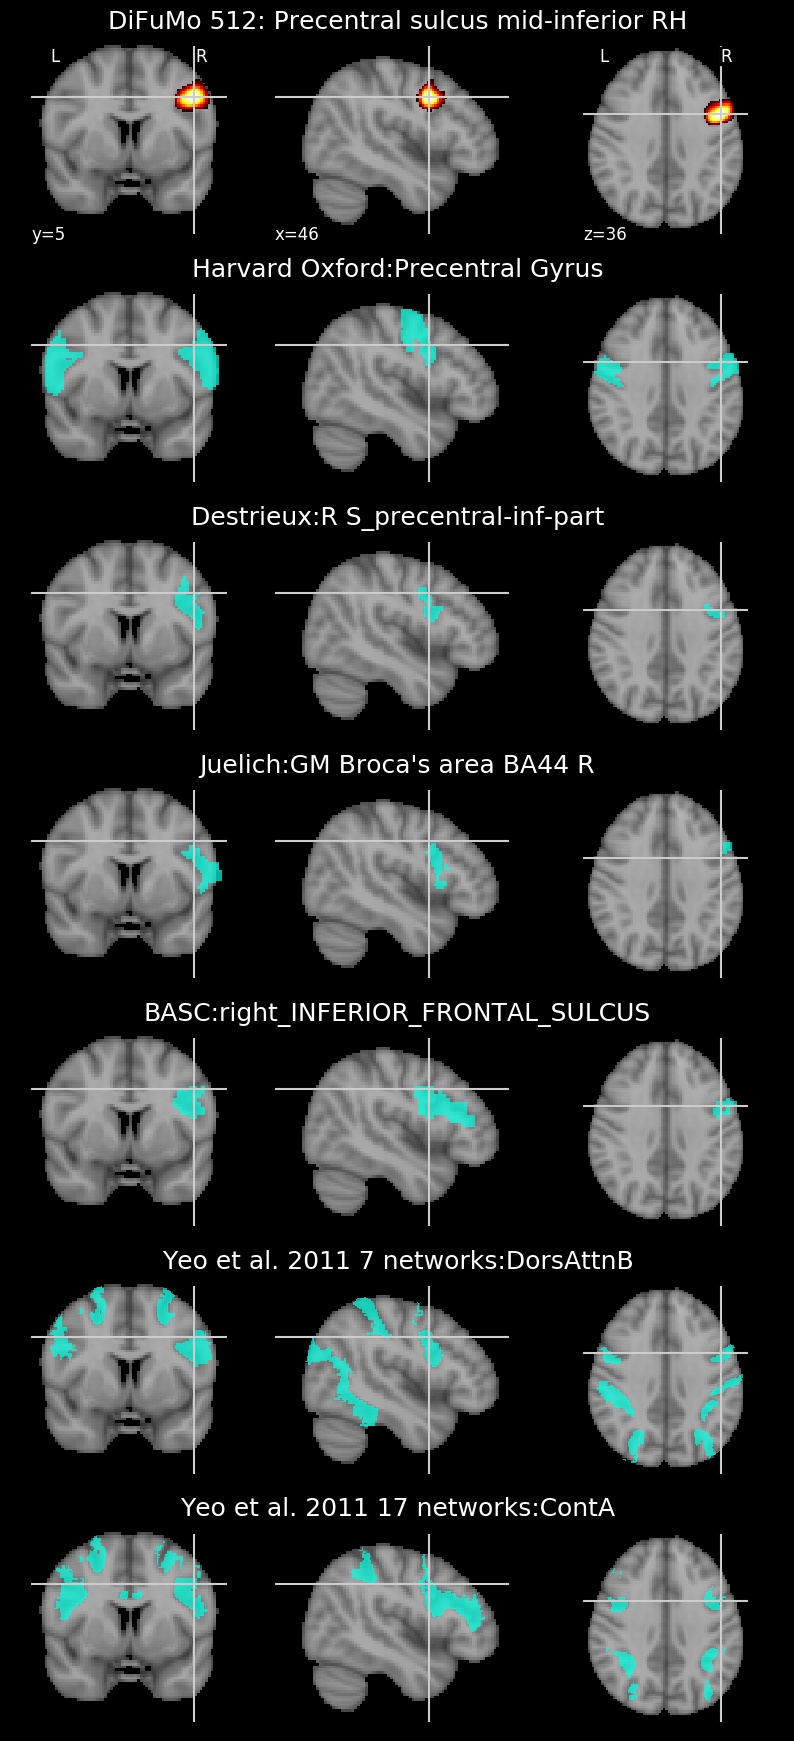 DiFuMo 512: Precentral sulcus mid-inferior RH
L R L R
y=5 x=46 z=36
Harvard Oxford:Precentral Gyrus
Destrieux:R S_precentral-inf-part
Juelich:GM Broca's area BA44 R
BASC:right_INFERIOR_FRONTAL_SULCUS
Yeo et al. 2011 7 networks:DorsAttnB
Yeo et al. 2011 17 networks:ContA